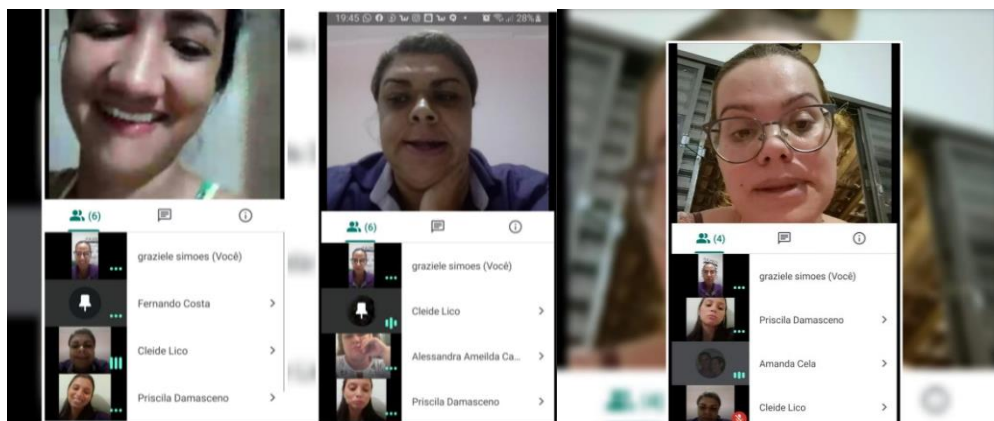 (6)
graziele simoes (Você)
Fernando Costa
Cleide Lico
Priscila Damasceno
19:45 28%
(6)
graziele simoes (Você)
Cleide Lico
Alessandra Ameilda Ca...
Priscila Damasceno
(4)
graziele simoes (Você)
Priscila Damasceno
Amanda Cela
Cleide Lico